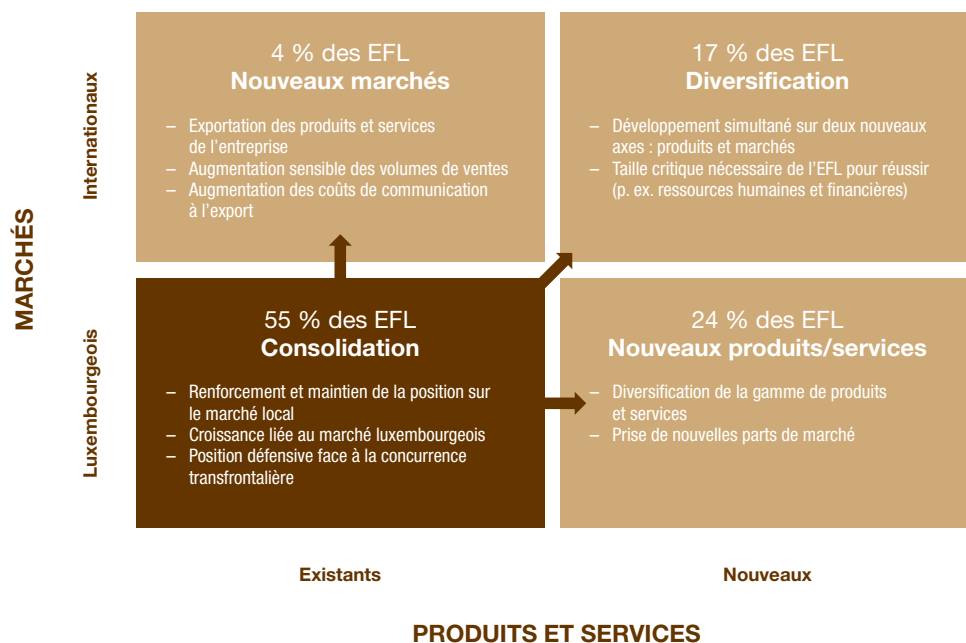 MARCHÉS
Internationaux
4 % des EFL
Nouveaux marchés
– Exportation des produits et services
de l’entreprise
– Augmentation sensible des volumes de ventes
– Augmentation des coûts de communication
à l’export
17 % des EFL
Diversification
– Développement simultané sur deux nouveaux
axes : produits et marchés
– Taille critique nécessaire de l’EFL pour réussir
(p. ex. ressources humaines et financières)
Luxembourgeois
55 % des EFL
Consolidation
– Renforcement et maintien de la position sur
le marché local
– Croissance liée au marché luxembourgeois
– Position défensive face à la concurrence
transfrontalière
24 % des EFL
Nouveaux produits/services
– Diversification de la gamme de produits
et services
– Prise de nouvelles parts de marché
Existants
Nouveaux
PRODUITS ET SERVICES